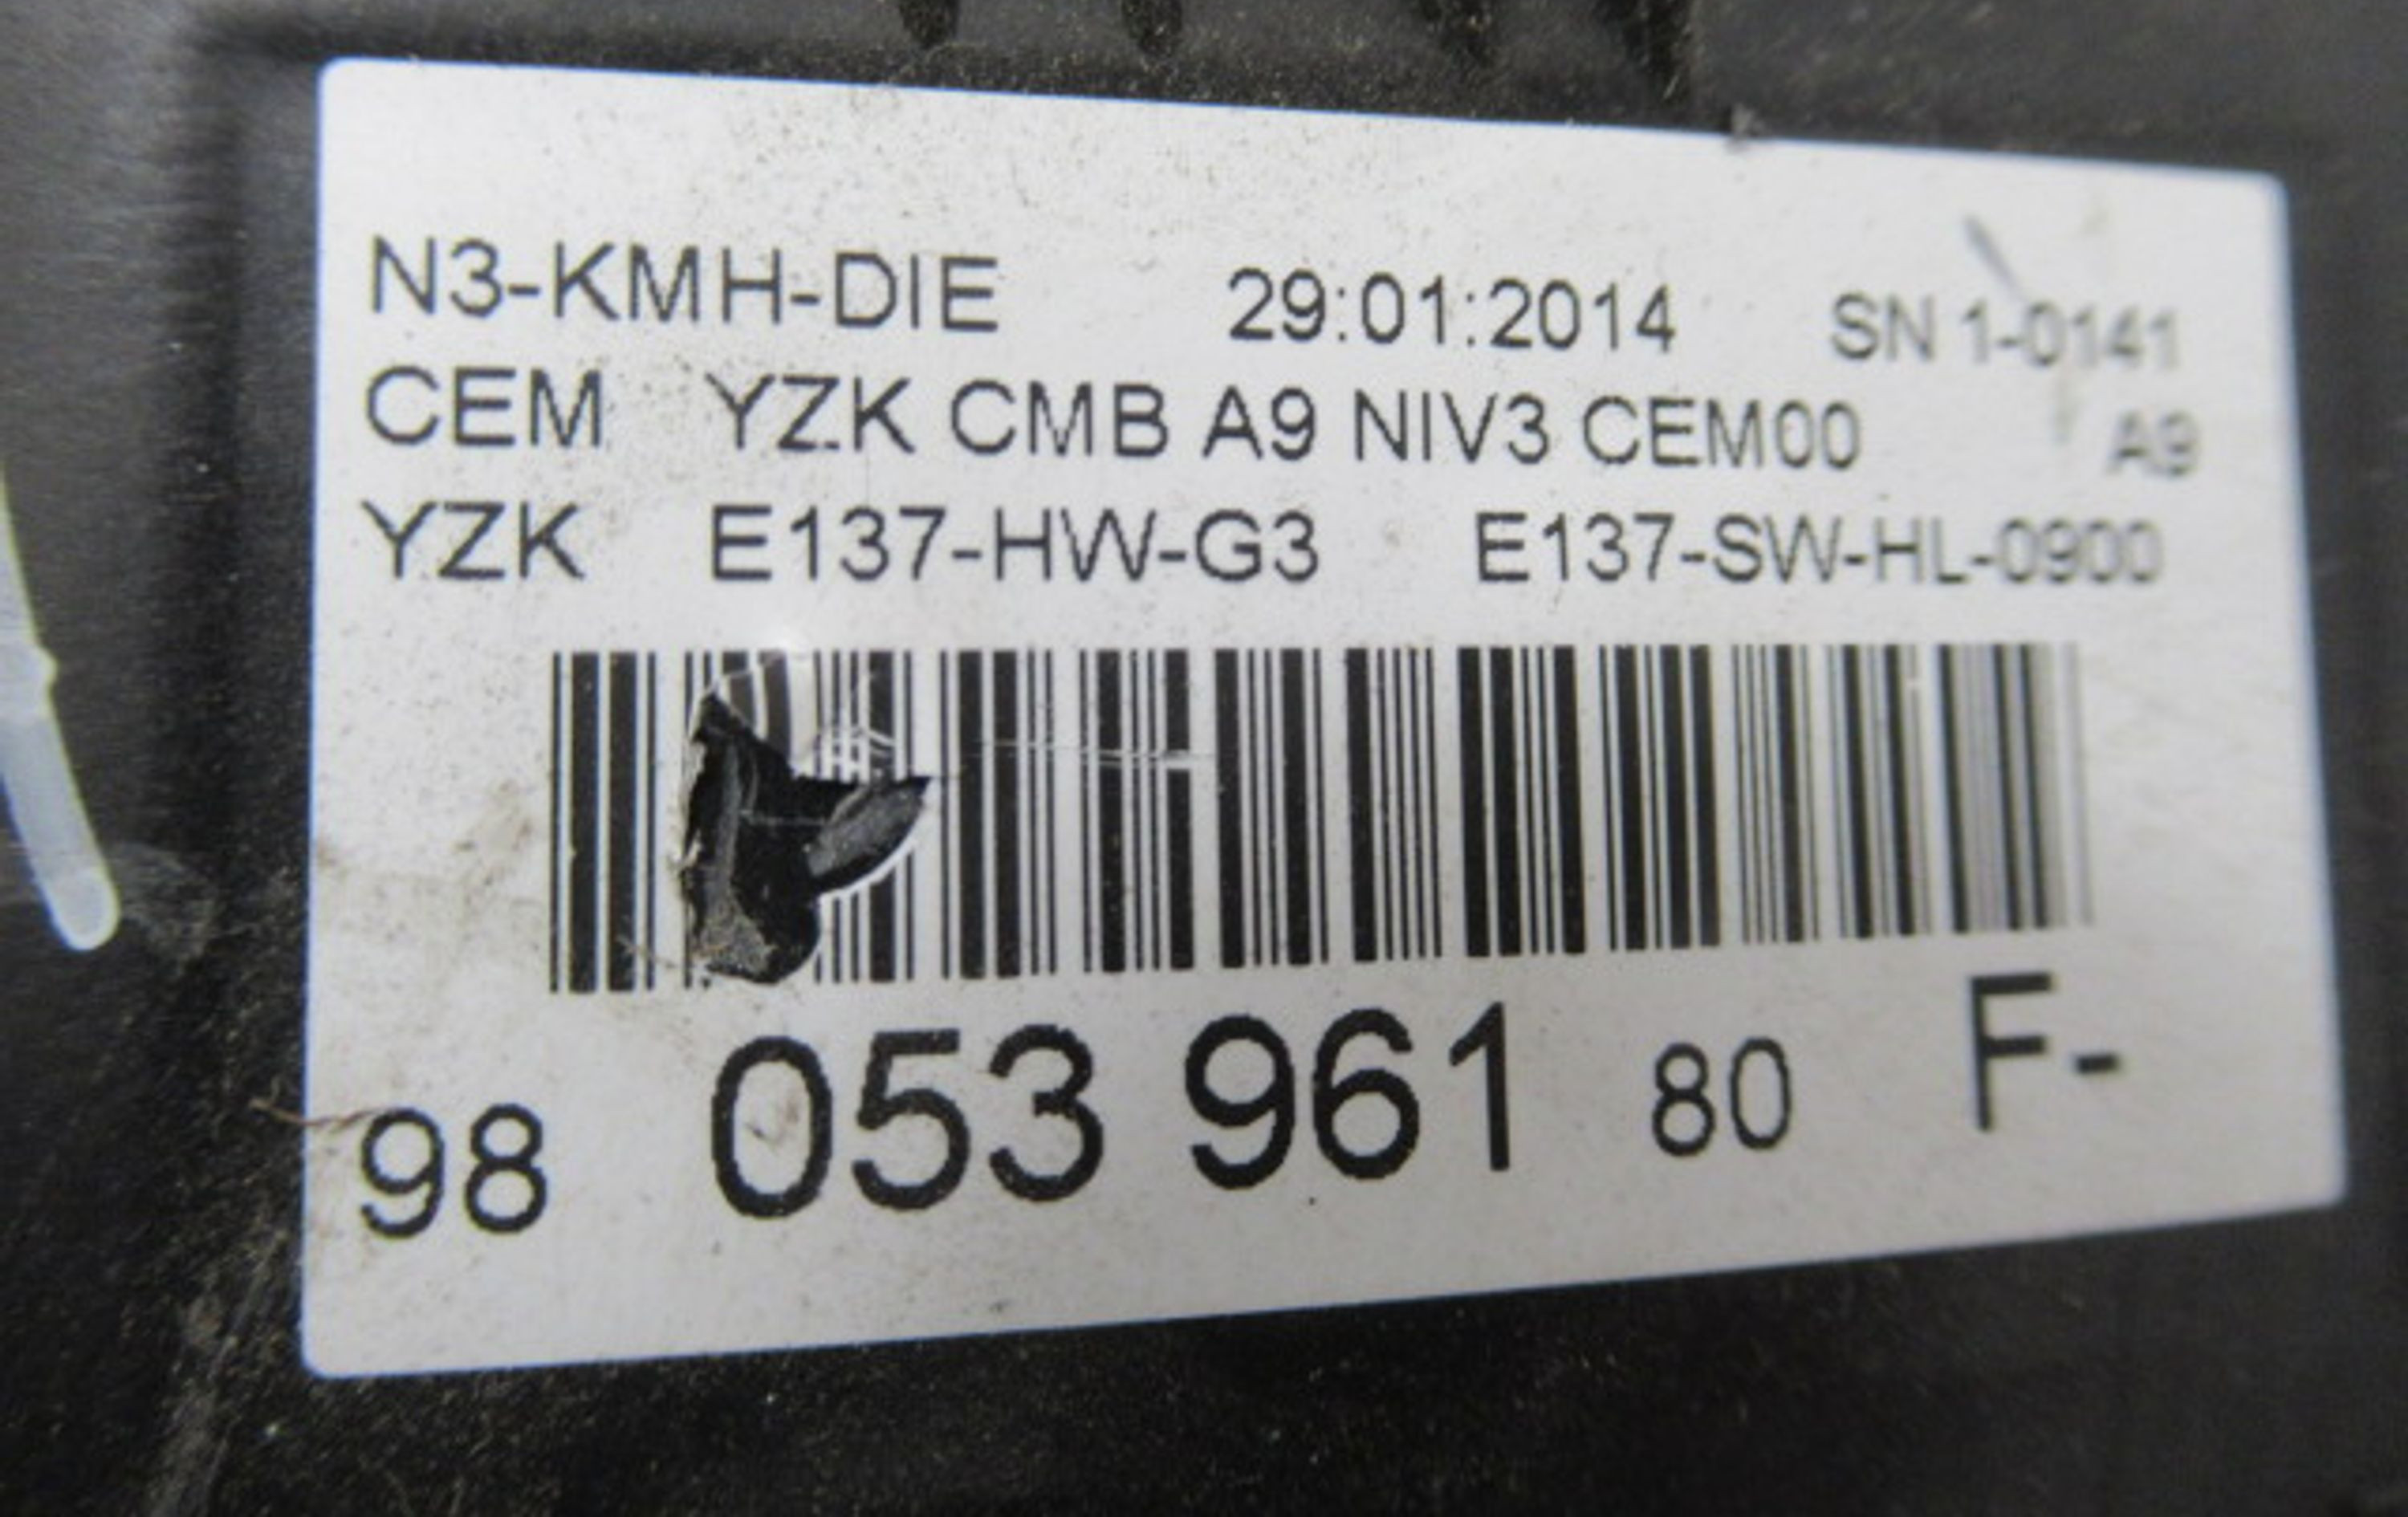 N3-KMH-DIE 29:01:2014 SN 1-0141
CEM YZK CMB A9 NIV3 CEM00 A9
YZK E137-HW-G3 E137-SW-HL-0900
98 053 961 80 F-